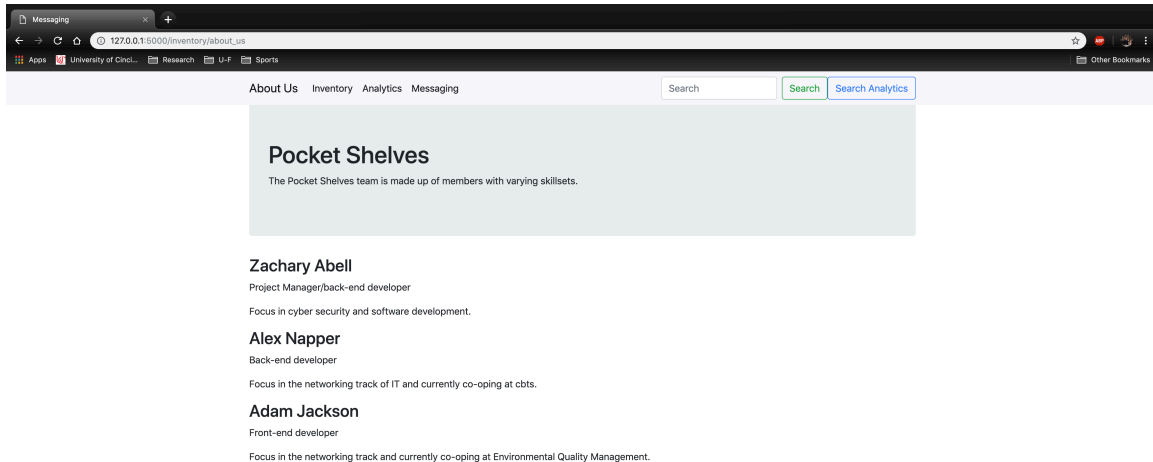 Messaging
127.0.0.1:5000/inventory/about_us
ABP
Apps University of Cinci... Research U-F Sports Other Bookmarks
About Us Inventory Analytics Messaging Search Search Search Analytics
Pocket Shelves
The Pocket Shelves team is made up of members with varying skillsets.
Zachary Abell
Project Manager/back-end developer
Focus in cyber security and software development.
Alex Napper
Back-end developer
Focus in the networking track of IT and currently co-oping at cbts.
Adam Jackson
Front-end developer
Focus in the networking track and currently co-oping at Environmental Quality Management.